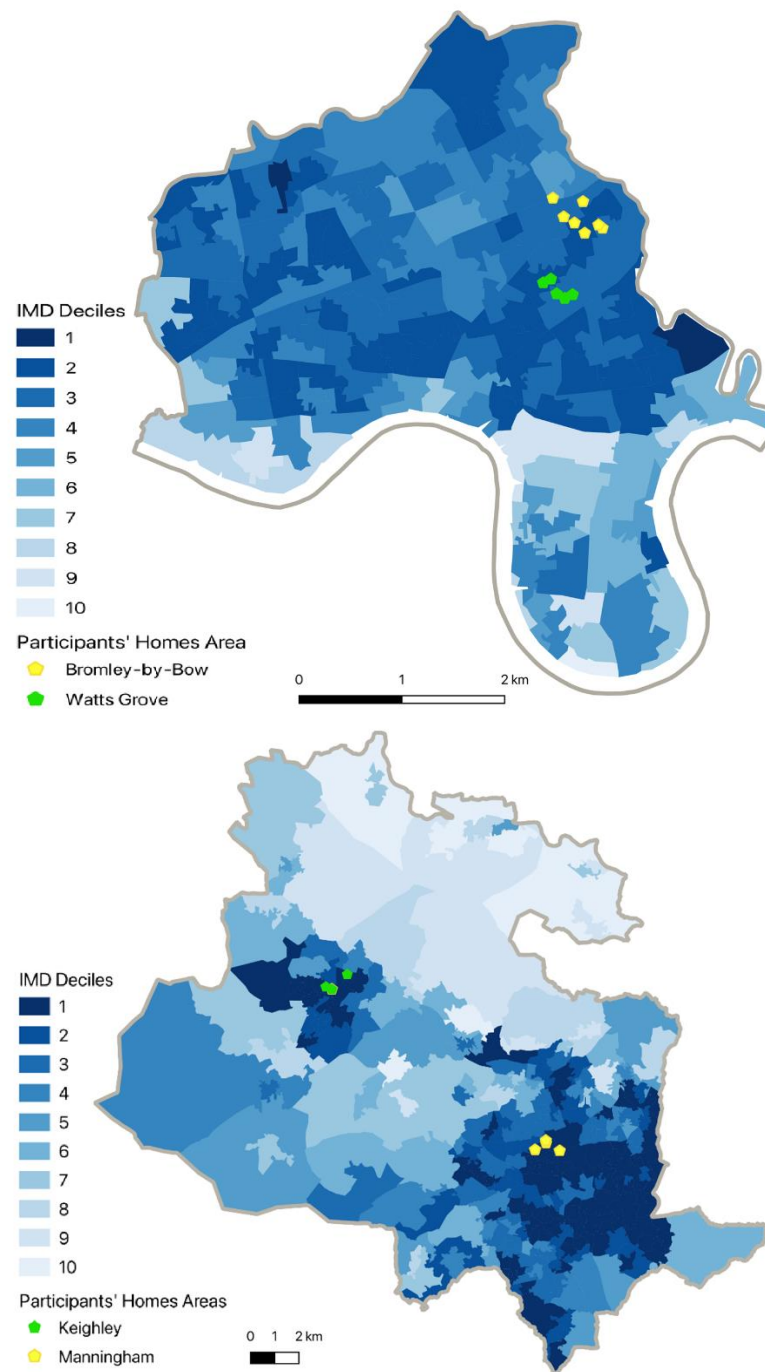 IMD Deciles
1
2
3
4
5
6
7
8
9
10
Participants' Homes Area
Bromley-by-Bow
Watts Grove
0 1 2 km
IMD Deciles
1
2
3
4
5
6
7
8
9
10
Participants' Homes Areas
Keighley
Manningham
0 1 2 km